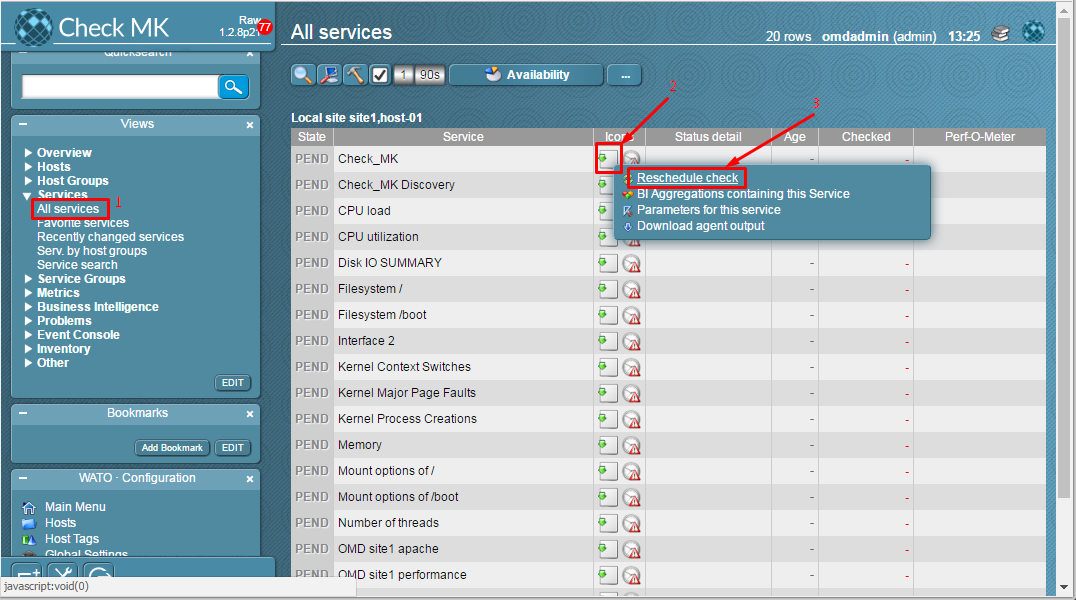 Check MK
Raw
1.2.8p21
77
Quicksearch
Views
Overview
Hosts
Host Groups
Services
All services
1
Favorite services
Recently changed services
Serv. by host groups
Service search
Service Groups
Metrics
Business Intelligence
Problems
Event Console
Inventory
Other
EDIT
Bookmarks
Add Bookmark EDIT
WATO · Configuration
Main Menu
Hosts
Host Tags
Global Settings
javascript:void(0)
All services
20 rows omdadmin (admin) 13:25
1 90s Availability ...
2
3
Local site site1,host-01
State Service Icons Status detail Age Checked Perf-O-Meter
PEND Check_MK - -
Reschedule check
BI Aggregations containing this Service
Parameters for this service
Download agent output
PEND Check_MK Discovery
PEND CPU load
PEND CPU utilization
PEND Disk IO SUMMARY - -
PEND Filesystem / - -
PEND Filesystem /boot - -
PEND Interface 2 - -
PEND Kernel Context Switches - -
PEND Kernel Major Page Faults - -
PEND Kernel Process Creations - -
PEND Memory - -
PEND Mount options of / - -
PEND Mount options of /boot - -
PEND Number of threads - -
PEND OMD site1 apache - -
PEND OMD site1 performance - -